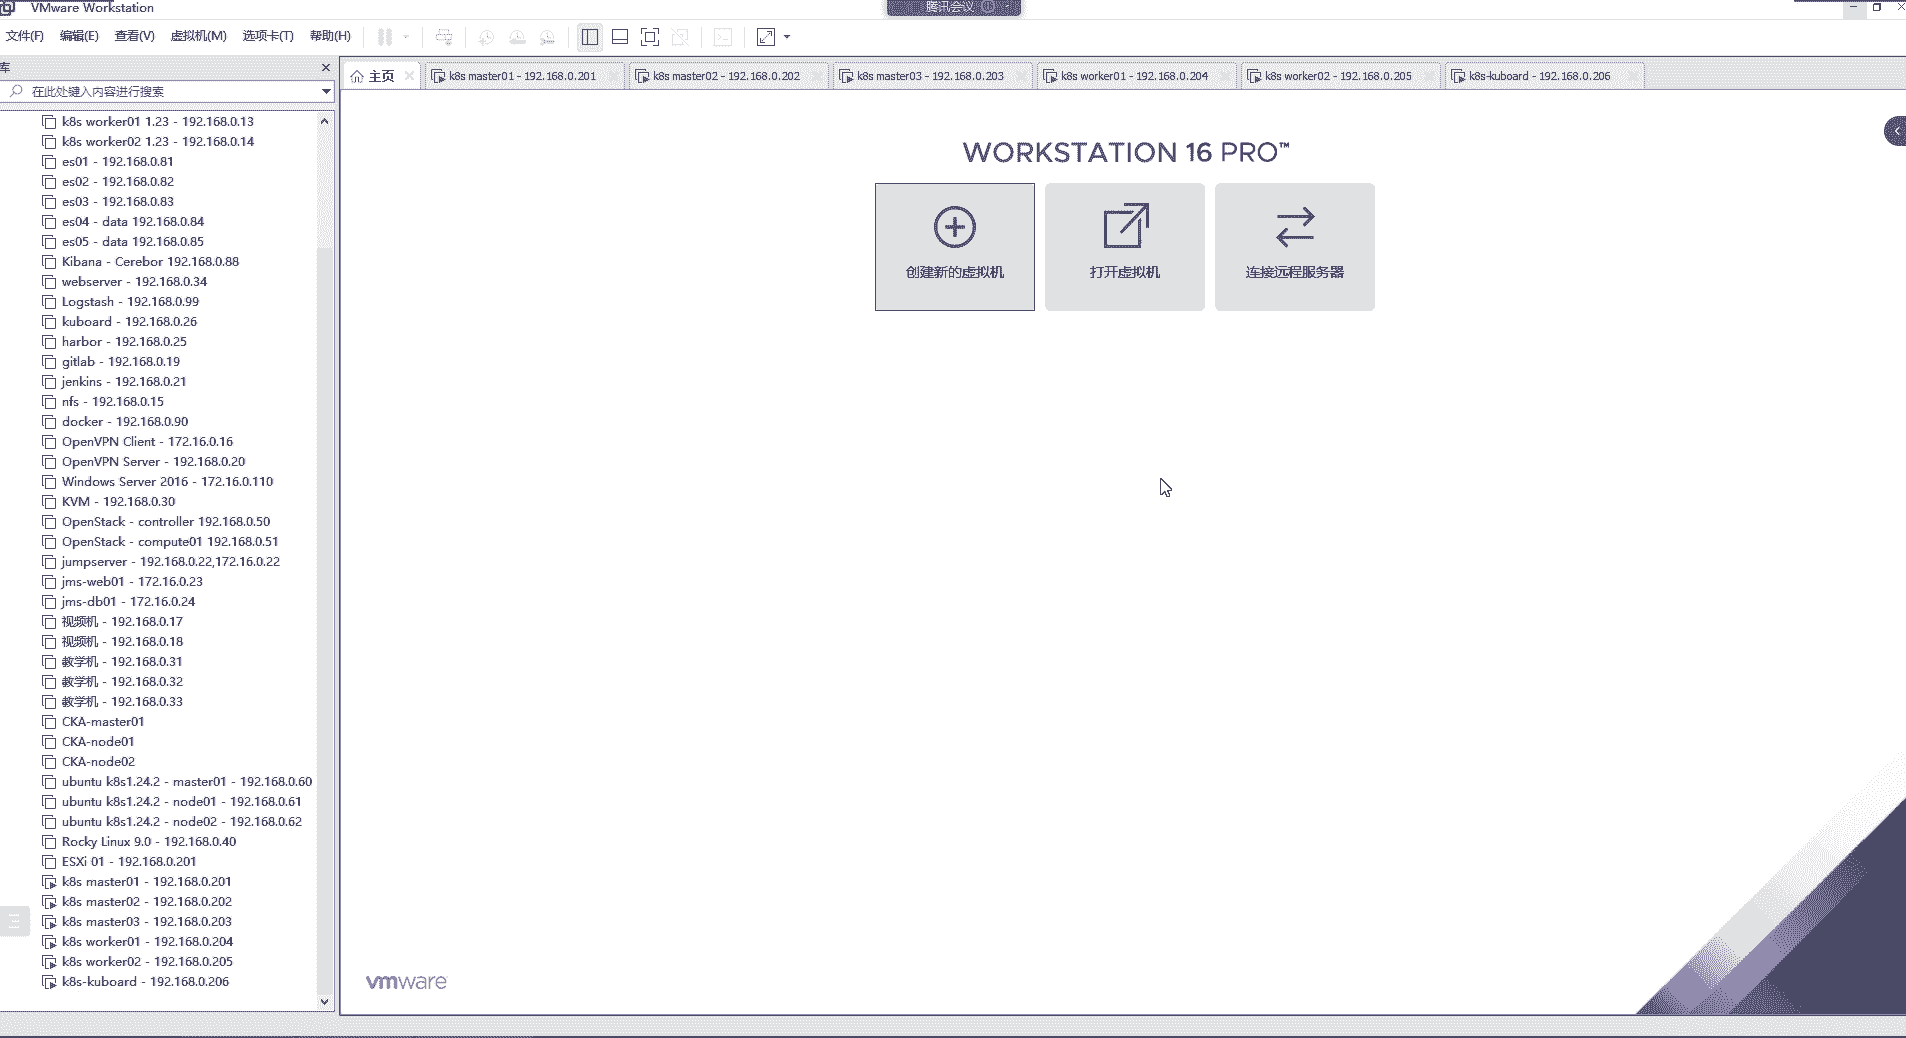 VMware Workstation
腾讯会议
文件(F) 编辑(E) 查看(V) 虚拟机(M) 选项卡(T) 帮助(H)
库
在此处键入内容进行搜索
主页
k8s master01 - 192.168.0.201
k8s master02 - 192.168.0.202
k8s master03 - 192.168.0.203
k8s worker01 - 192.168.0.204
k8s worker02 - 192.168.0.205
k8s-kuboard - 192.168.0.206
k8s worker01 1.23 - 192.168.0.13
k8s worker02 1.23 - 192.168.0.14
es01 - 192.168.0.81
es02 - 192.168.0.82
es03 - 192.168.0.83
es04 - data 192.168.0.84
es05 - data 192.168.0.85
Kibana - Cerebor 192.168.0.88
webserver - 192.168.0.34
Logstash - 192.168.0.99
kuboard - 192.168.0.26
harbor - 192.168.0.25
gitlab - 192.168.0.19
jenkins - 192.168.0.21
nfs - 192.168.0.15
docker - 192.168.0.90
OpenVPN Client - 172.16.0.16
OpenVPN Server - 192.168.0.20
Windows Server 2016 - 172.16.0.110
KVM - 192.168.0.30
OpenStack - controller 192.168.0.50
OpenStack - compute01 192.168.0.51
jumpserver - 192.168.0.22,172.16.0.22
jms-web01 - 172.16.0.23
jms-db01 - 172.16.0.24
视频机 - 192.168.0.17
视频机 - 192.168.0.18
教学机 - 192.168.0.31
教学机 - 192.168.0.32
教学机 - 192.168.0.33
CKA-master01
CKA-node01
CKA-node02
ubuntu k8s1.24.2 - master01 - 192.168.0.60
ubuntu k8s1.24.2 - node01 - 192.168.0.61
ubuntu k8s1.24.2 - node02 - 192.168.0.62
Rocky Linux 9.0 - 192.168.0.40
ESXi 01 - 192.168.0.201
k8s master01 - 192.168.0.201
k8s master02 - 192.168.0.202
k8s master03 - 192.168.0.203
k8s worker01 - 192.168.0.204
k8s worker02 - 192.168.0.205
k8s-kuboard - 192.168.0.206
WORKSTATION 16 PRO™
创建新的虚拟机
打开虚拟机
连接远程服务器
vmware